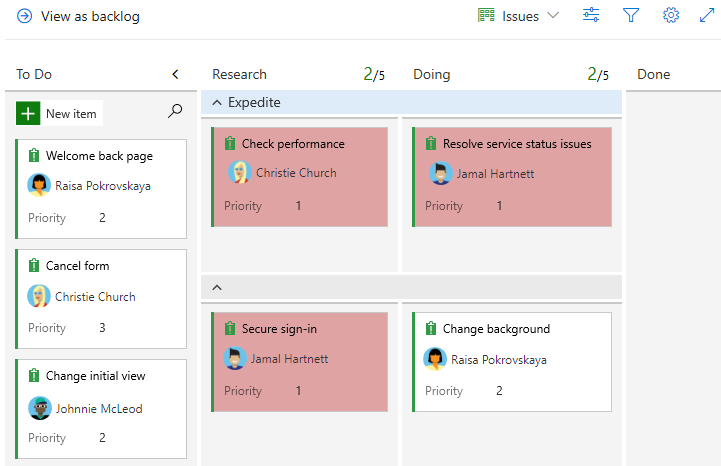 View as backlog
Issues
To Do
Research 2/5
Doing 2/5
Done
New item
Expedite
Welcome back page
Raisa Pokrovskaya
Priority 2
Cancel form
Christie Church
Priority 3
Change initial view
Johnnie McLeod
Priority 2
Check performance
Christie Church
Priority 1
Resolve service status issues
Jamal Hartnett
Priority 1
Secure sign-in
Jamal Hartnett
Priority 1
Change background
Raisa Pokrovskaya
Priority 2